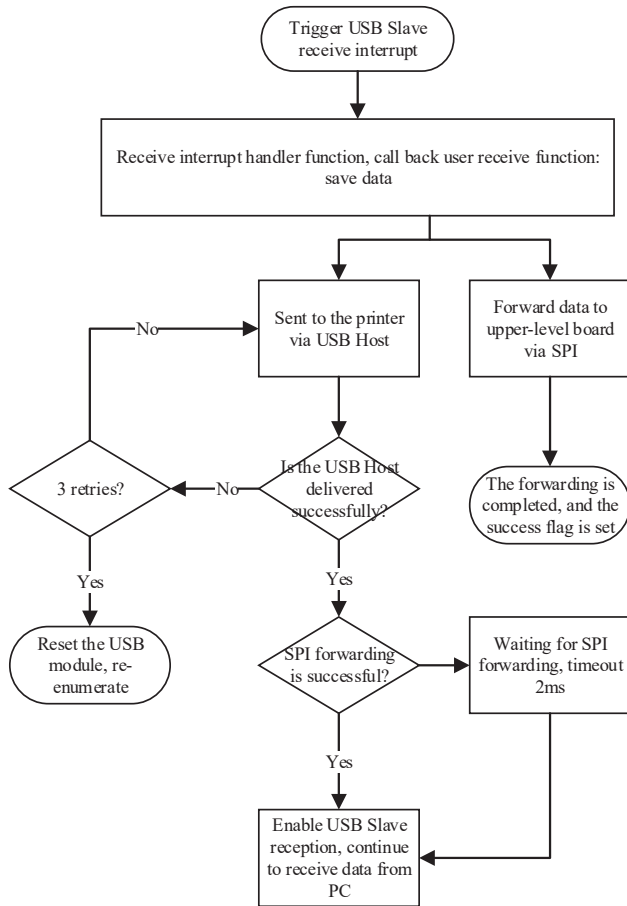 Trigger USB Slave
receive interrupt
Receive interrupt handler function, call back user receive function:
save data
Sent to the printer
via USB Host
Forward data to
upper-level board
via SPI
No
3 retries?
No
Is the USB Host
delivered
successfully?
The forwarding is
completed, and the
success flag is set
Yes
Yes
Reset the USB
module, re-
enumerate
SPI forwarding
is successful?
Waiting for SPI
forwarding, timeout
2ms
Yes
Enable USB Slave
reception, continue
to receive data from
PC